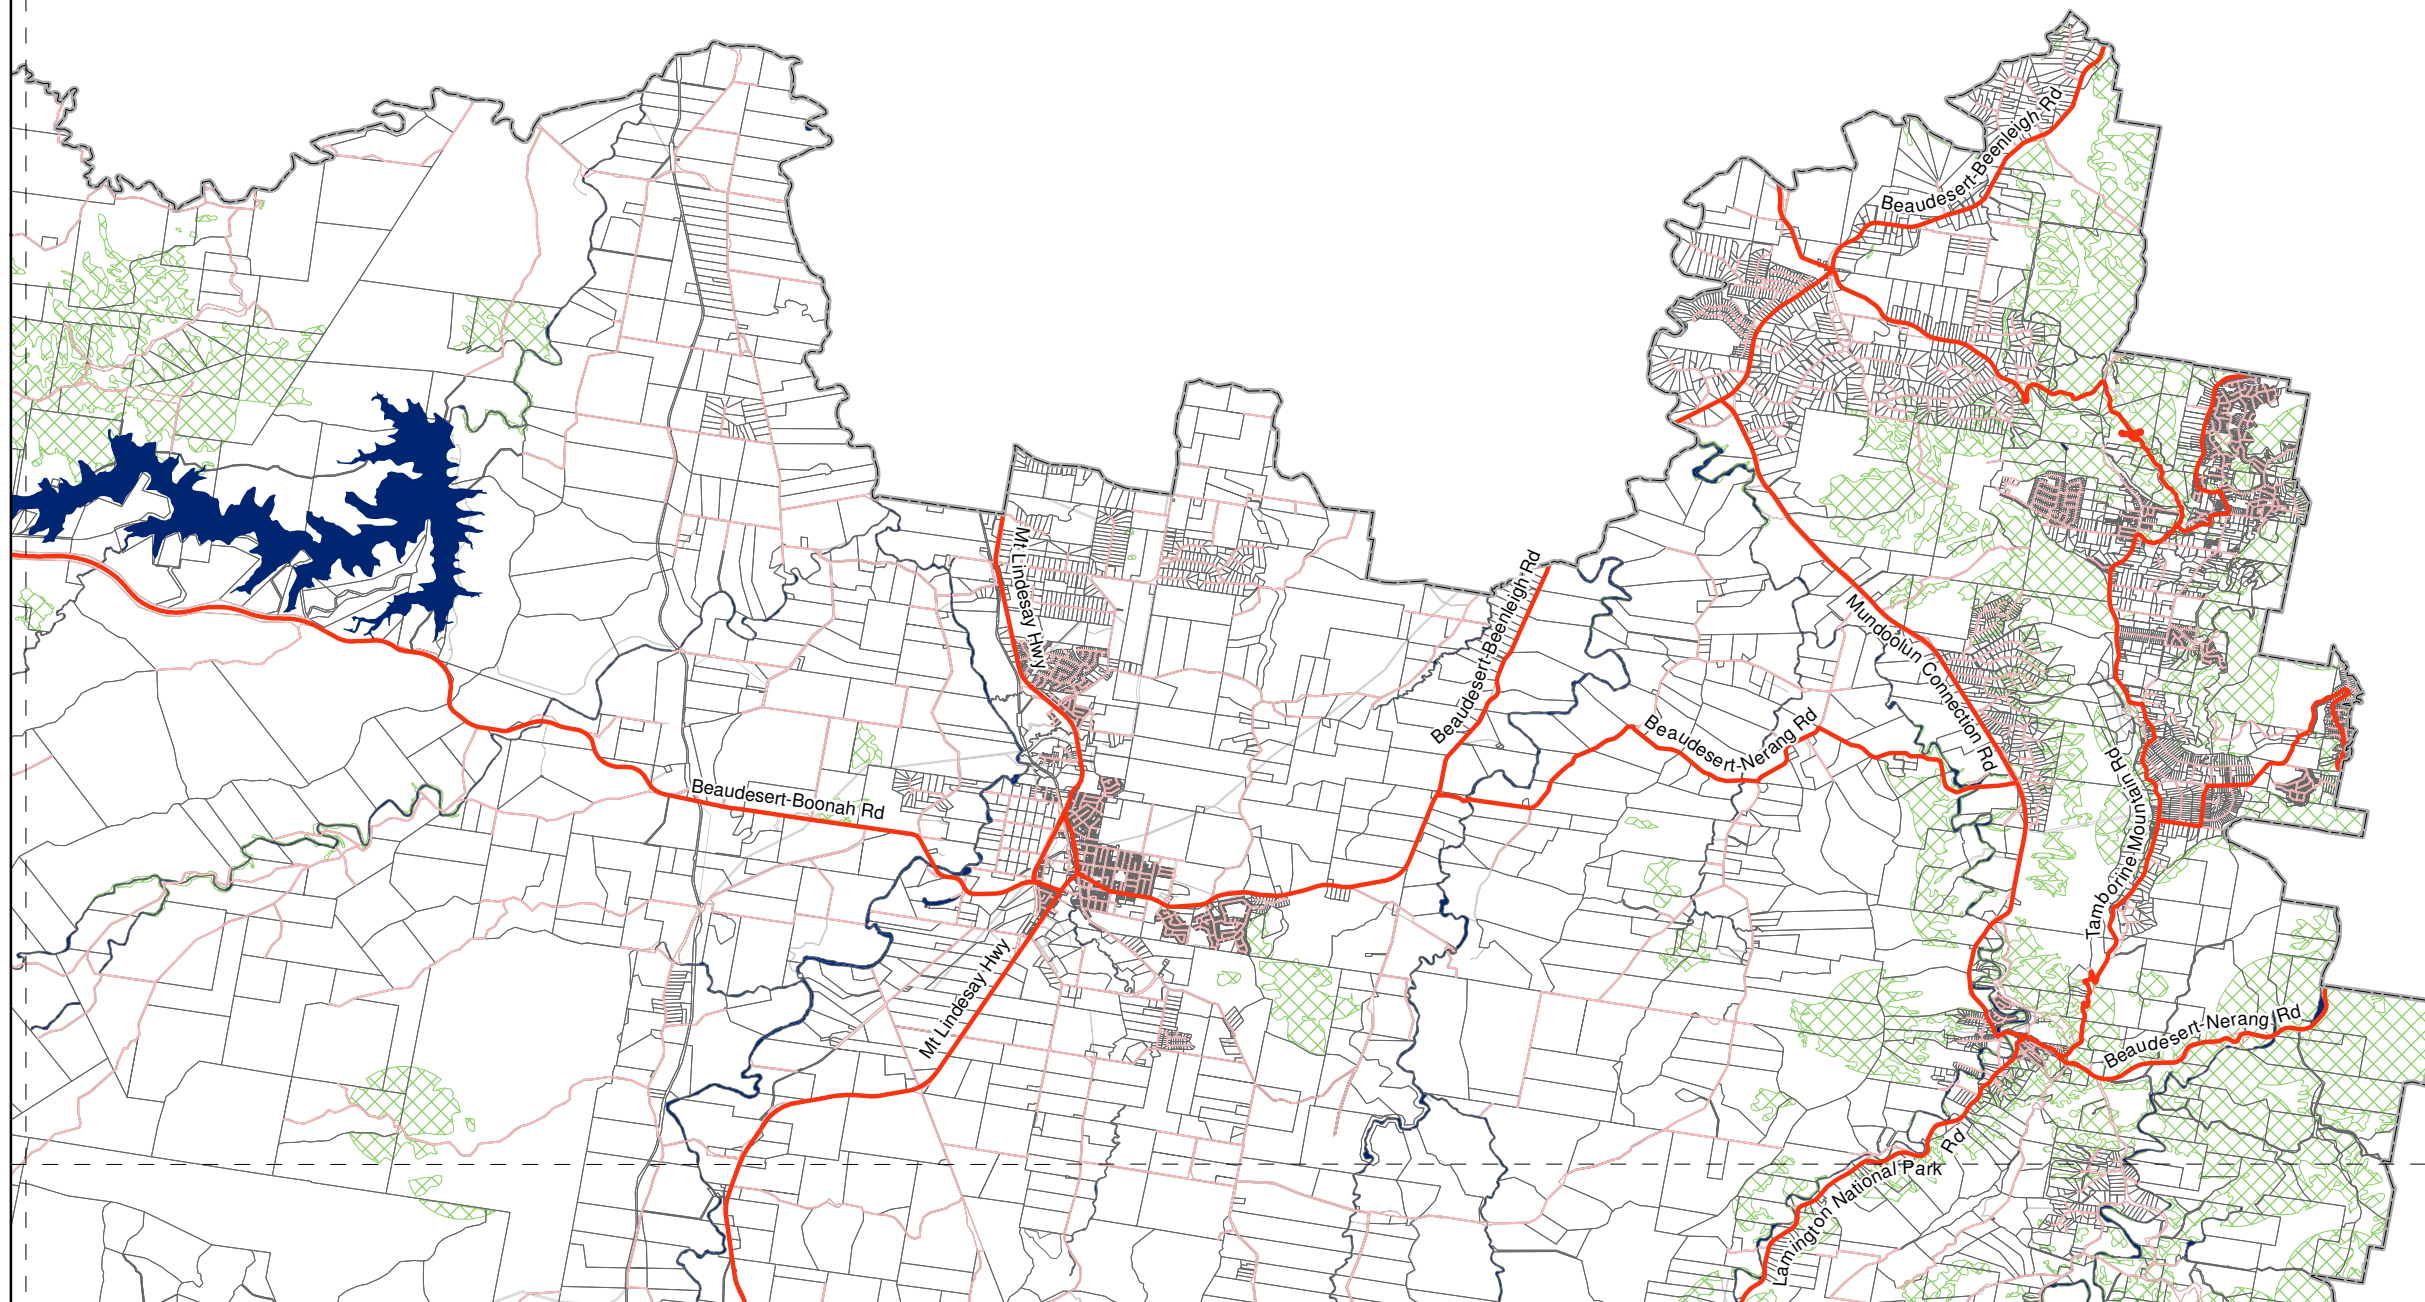 Beaudesert-Beenleigh Rd
Mt Lindesay Hwy
Beaudesert-Beenleigh Rd
Mundoolun Connection Rd
Beaudesert-Nerang Rd
Tamborine Mountain Rd
Beaudesert-Boonah Rd
Mt Lindesay Hwy
Beaudesert-Nerang Rd
Lamington National Park Rd